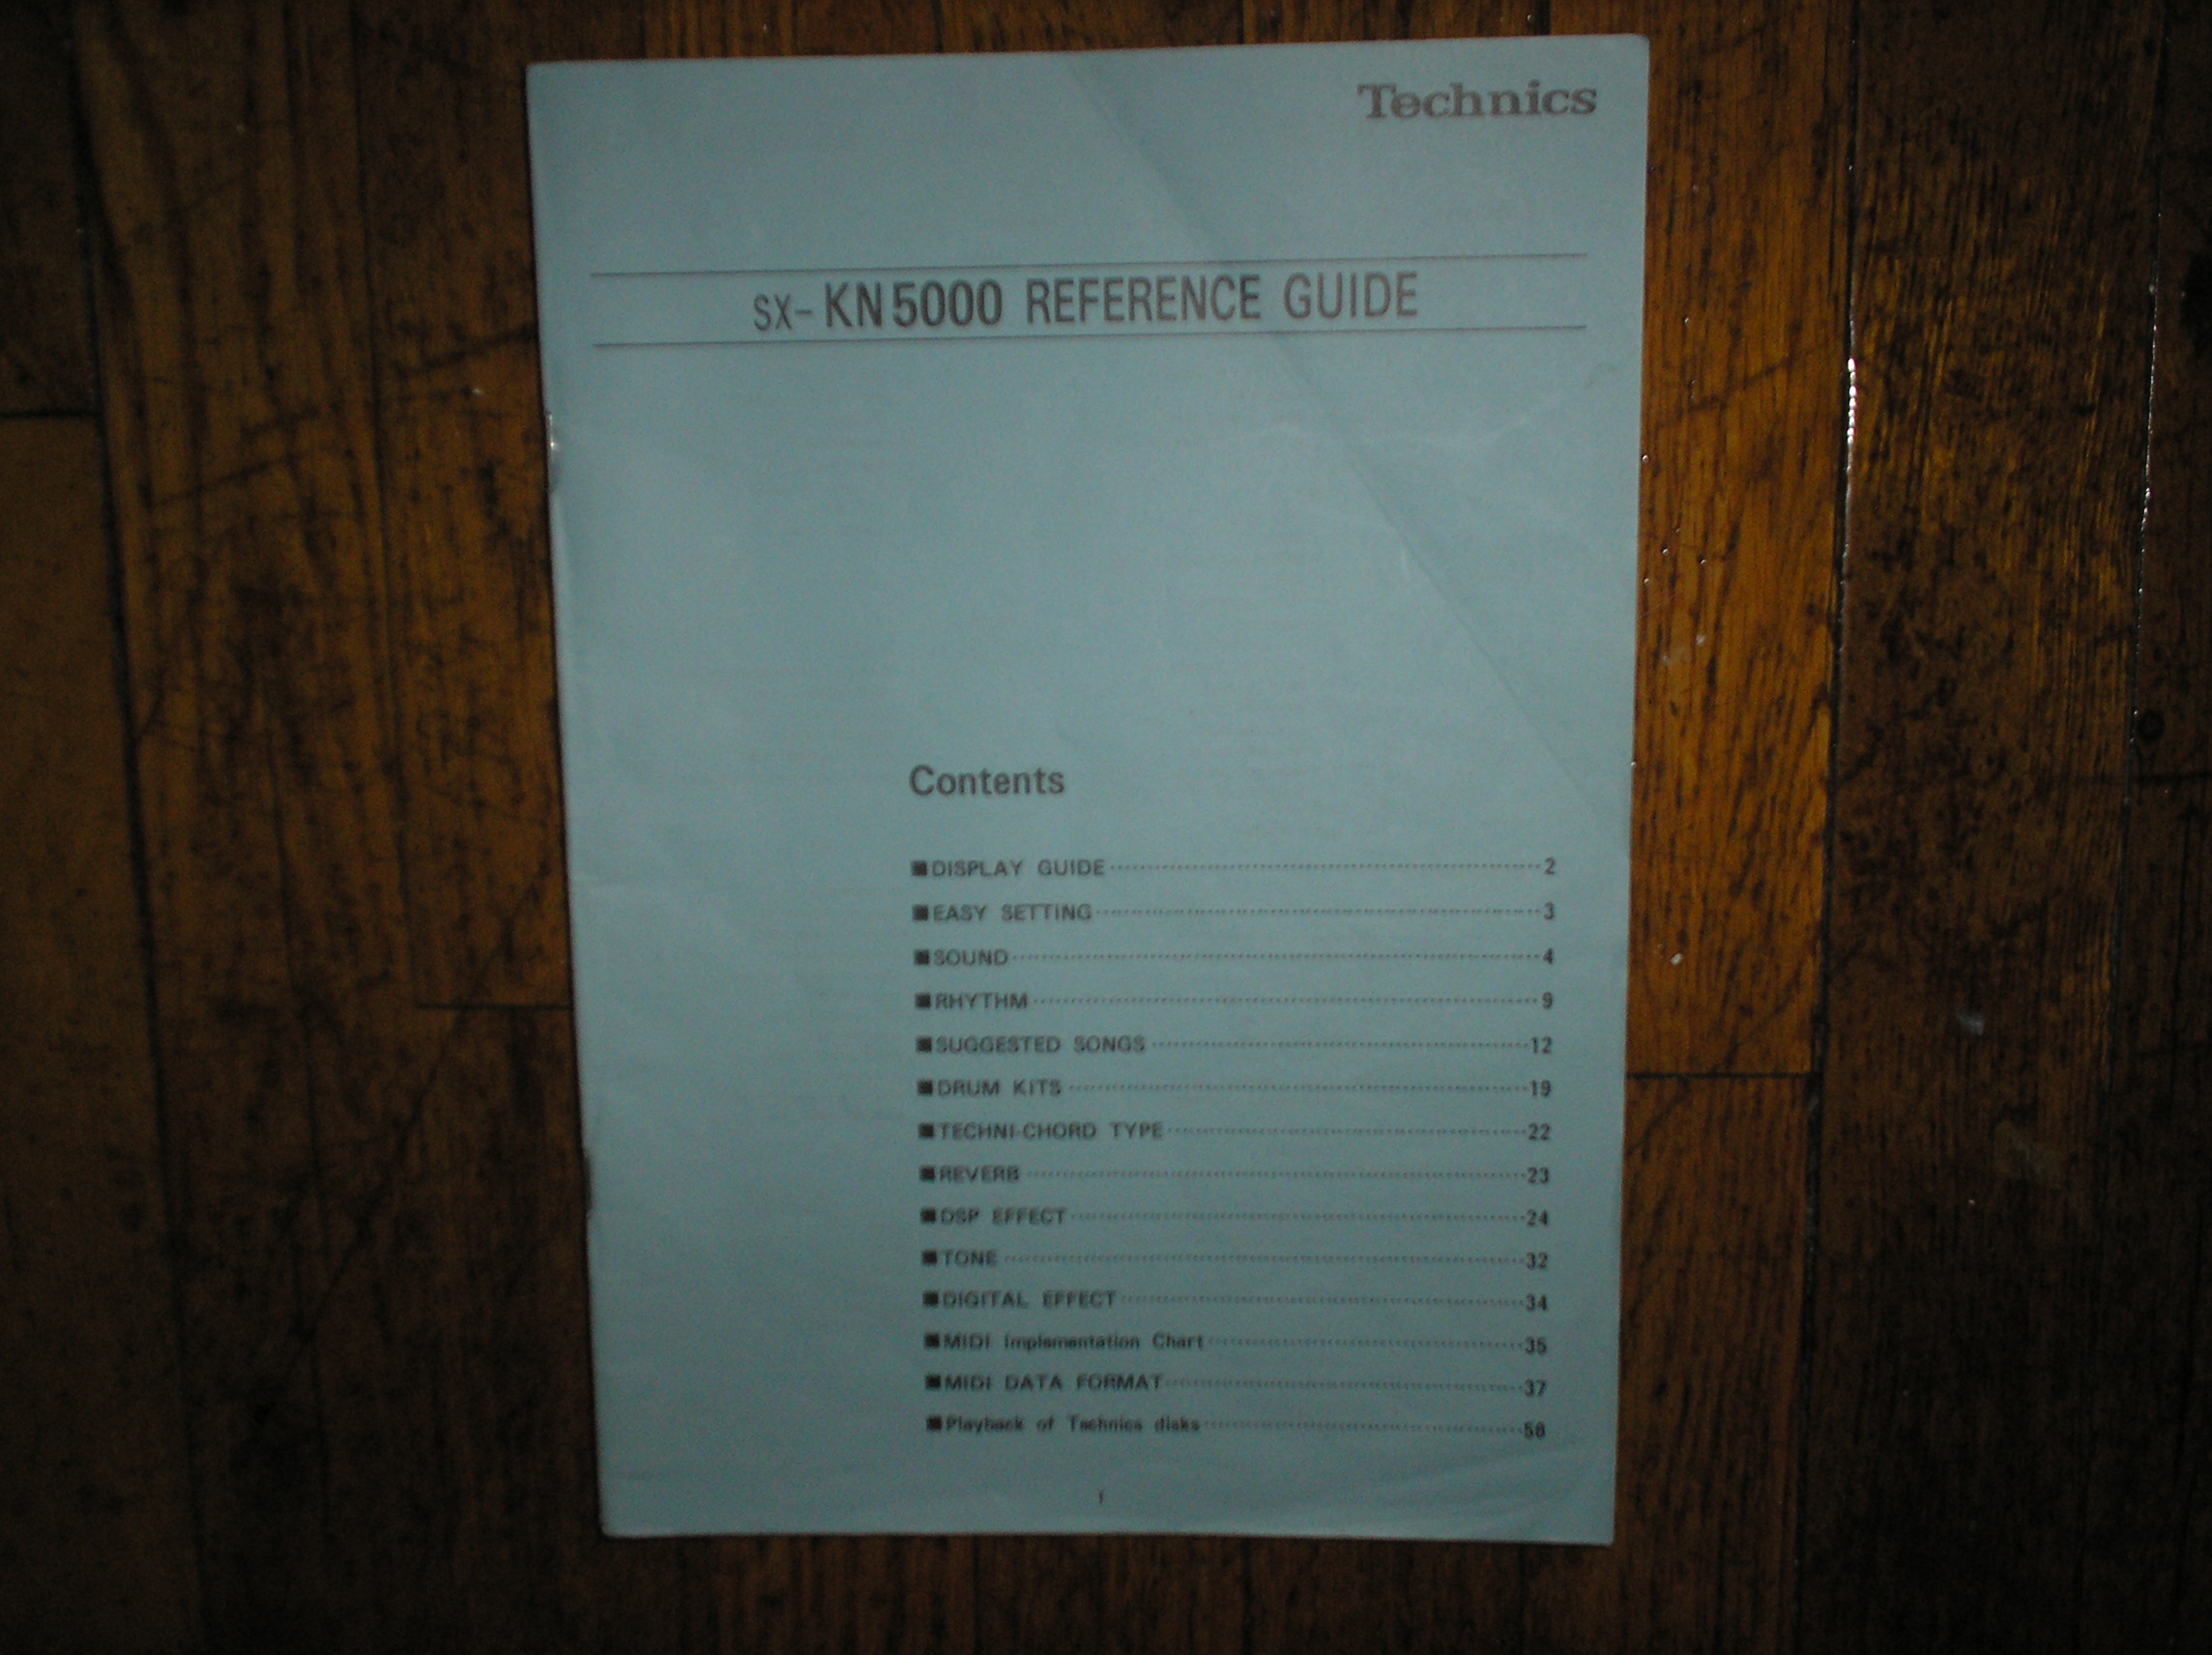 Technics
SX-KN5000 REFERENCE GUIDE
Contents
■DISPLAY GUIDE 2
■EASY SETTING 3
■SOUND 4
■RHYTHM 9
■SUGGESTED SONGS 12
■DRUM KITS 19
■TECHNI-CHORD TYPE 22
■REVERB 23
■DSP EFFECT 24
■TONE 32
■DIGITAL EFFECT 34
■MIDI Implementation Chart 35
■MIDI DATA FORMAT 37
■Playback of Technics disks
1